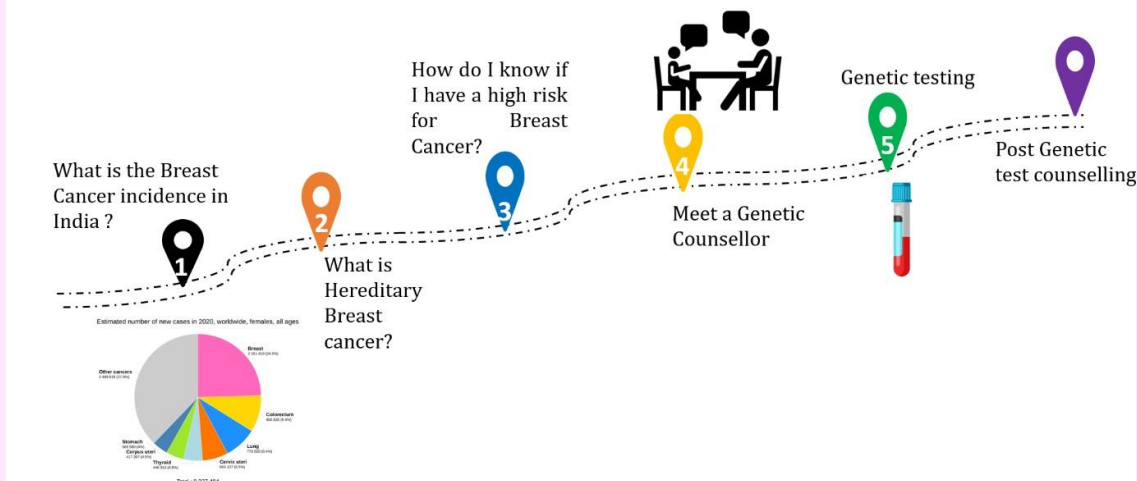 What is the Breast
Cancer incidence in
India ?
1
2
What is
Hereditary
Breast
cancer?
How do I know if
I have a high risk
for Breast
Cancer?
3
4
Meet a Genetic
Counsellor
Genetic testing
5
Post Genetic
test counselling
Estimated number of new cases in 2020, worldwide, females, all ages
Breast
Other cancers
Colorectum
Lung
Cervix uteri
Thyroid
Corpus uteri
Stomach